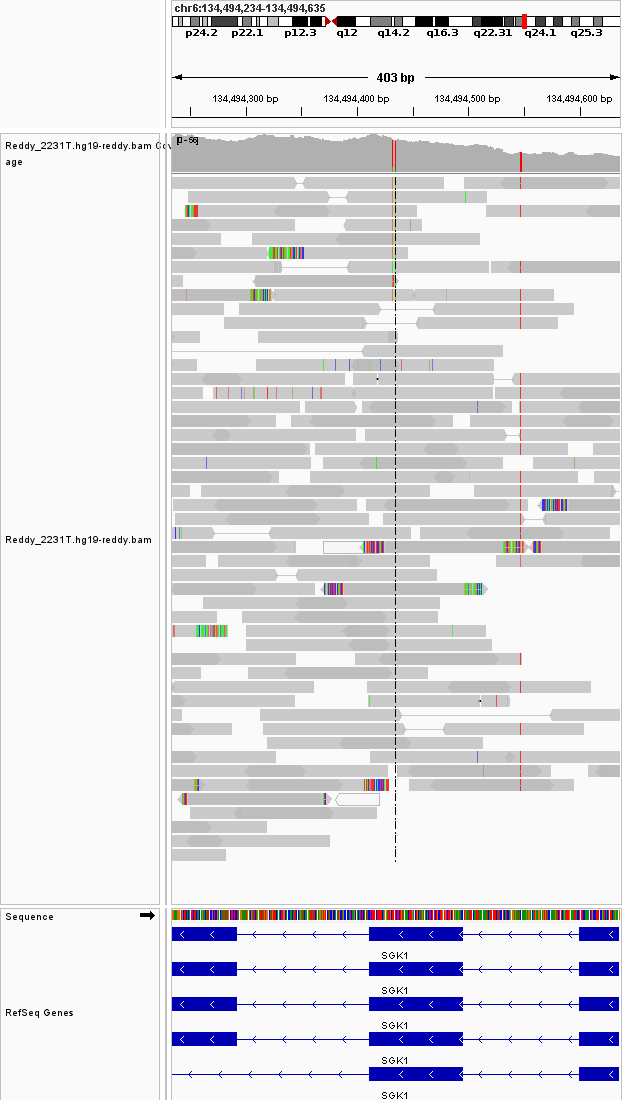 chr6:134,494,234-134,494,635
p24.2 p22.1 p12.3 q12 q14.2 q16.3 q22.31 q24.1 q25.3
403 bp
134,494,300 bp 134,494,400 bp 134,494,500 bp 134,494,600 bp
Reddy_2231T.hg19-reddy.bam Cov
age
Reddy_2231T.hg19-reddy.bam
Sequence
SGK1
SGK1
RefSeq Genes
SGK1
SGK1
SGK1